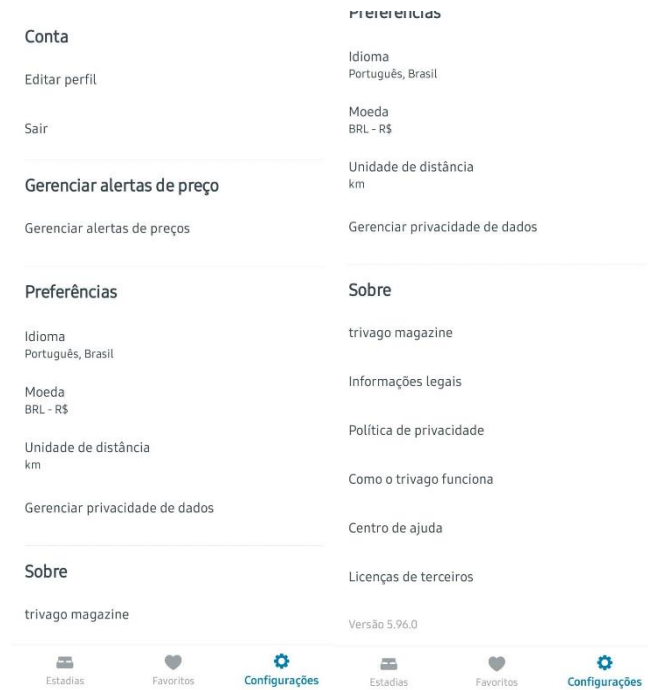 Conta
Editar perfil
Sair
Gerenciar alertas de preço
Gerenciar alertas de preços
Preferências
Idioma
Português, Brasil
Moeda
BRL - R$
Unidade de distância
km
Gerenciar privacidade de dados
Sobre
trivago magazine
Estadias
Favoritos
Configurações
Preferências
Idioma
Português, Brasil
Moeda
BRL - R$
Unidade de distância
km
Gerenciar privacidade de dados
Sobre
trivago magazine
Informações legais
Política de privacidade
Como o trivago funciona
Centro de ajuda
Licenças de terceiros
Versão 5.96.0
Estadias
Favoritos
Configurações